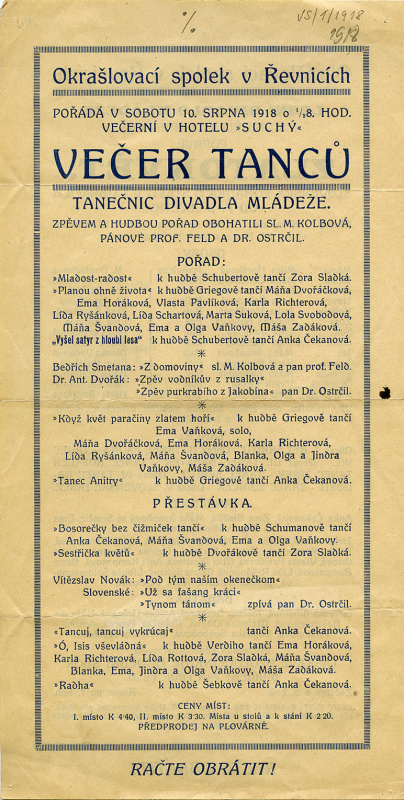 VS/1/1918
1918
%
Okrašlovací spolek v Řevnicích
POŘÁDÁ V SOBOTU 10. SRPNA 1918 o ½8. HOD.
VEČERNÍ V HOTELU »SUCHÝ«
VEČER TANCŮ
TANEČNIC DIVADLA MLÁDEŽE.
ZPĚVEM A HUDBOU POŘAD OBOHATILI SL. M. KOLBOVÁ,
PÁNOVÉ PROF. FELD A DR. OSTRČIL.
POŘAD:
»Mladost-radost« k hudbě Schubertově tančí Zora Sladká.
»Planou ohně života« k hudbě Griegově tančí Máňa Dvořáčková,
Ema Horáková, Vlasta Pavlíková, Karla Richterová,
Lída Ryšánková, Lída Schartová, Marta Suková, Lola Svobodová,
Máňa Švandová, Ema a Olga Vaňkovy, Máša Zadáková.
„Vyšel satyr z hloubi lesa" k hudbě Schubertově tančí Anka Čekanová.
*
Bedřich Smetana: »Z domoviny« sl. M. Kolbová a pan prof. Feld.
Dr. Ant. Dvořák: »Zpěv vodníkův z rusalky«
»Zpěv purkrabího z Jakobína« pan Dr. Ostrčil.
*
»Když květ paračiny zlatem hoří« k hudbě Griegově tančí
Ema Vaňková, solo,
Máňa Dvořáčková, Ema Horáková, Karla Richterová,
Lída Ryšánková, Máňa Švandová, Blanka, Olga a Jindra
Vaňkovy, Máša Zadáková.
»Tanec Anitry« k hudbě Griegově tančí Anka Čekanová.
PŘESTÁVKA.
»Bosorečky bez čižmiček tančí« k hudbě Schumanově tančí
Anka Čekanová, Máňa Švandová, Ema a Olga Vaňkovy.
»Sestřička květů« k hudbě Dvořákově tančí Zora Sladká.
*
Vítězslav Novák: »Pod tým naším okenečkom«
Slovenské: »Už sa fašang kráci«
»Tynom tánom« zpívá pan Dr. Ostrčil.
*
»Tancuj, tancuj vykrúcaj« tančí Anka Čekanová.
»Ó, Isis vševládná« k hudbě Verdiho tančí Ema Horáková,
Karla Richterová, Lída Rottová, Zora Sladká, Máňa Švandová,
Blanka, Ema, Jindra a Olga Vaňkovy, Máša Zadáková.
»Radha« k hudbě Šebkově tančí Anka Čekanová.
CENY MÍST:
I. místo K 4·40, II. místo K 3·30. Místa u stolů a k stání K 2·20.
PŘEDPRODEJ NA PLOVÁRNĚ.
RAČTE OBRÁTIT!